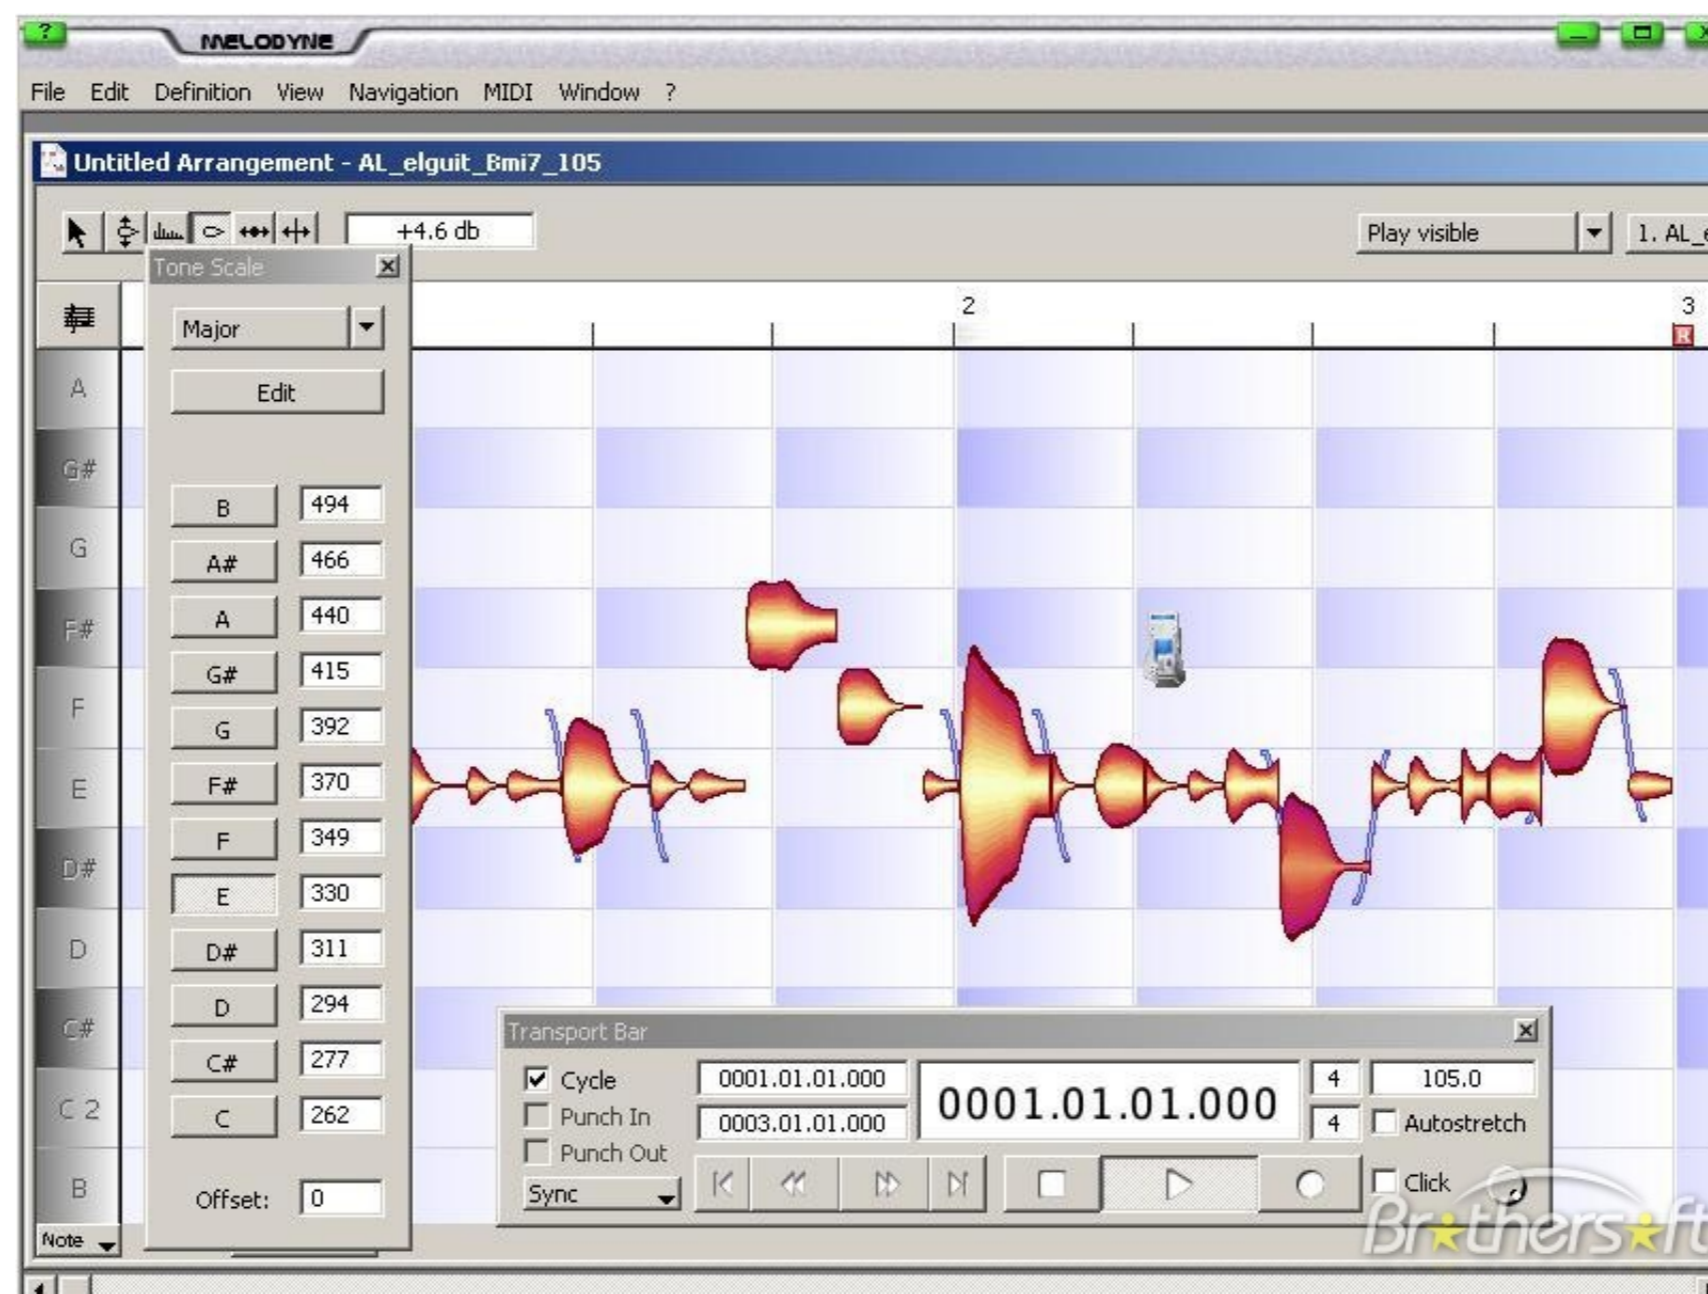 ?
MELODYNE
File Edit Definition View Navigation MIDI Window ?
Untitled Arrangement - AL_elguit_Bmi7_105
+4.6 db
Play visible
1. AL_
Tone Scale
Major
Edit
B 494
A# 466
A 440
G# 415
G 392
F# 370
F 349
E 330
D# 311
D 294
C# 277
C 262
Offset: 0
2
3
R
A
G#
G
F#
F
E
D#
D
C#
C 2
B
Note
Transport Bar
Cycle
Punch In
Punch Out
Sync
0001.01.01.000
0003.01.01.000
0001.01.01.000
4
4
105.0
Autostretch
Click
Brothersoft